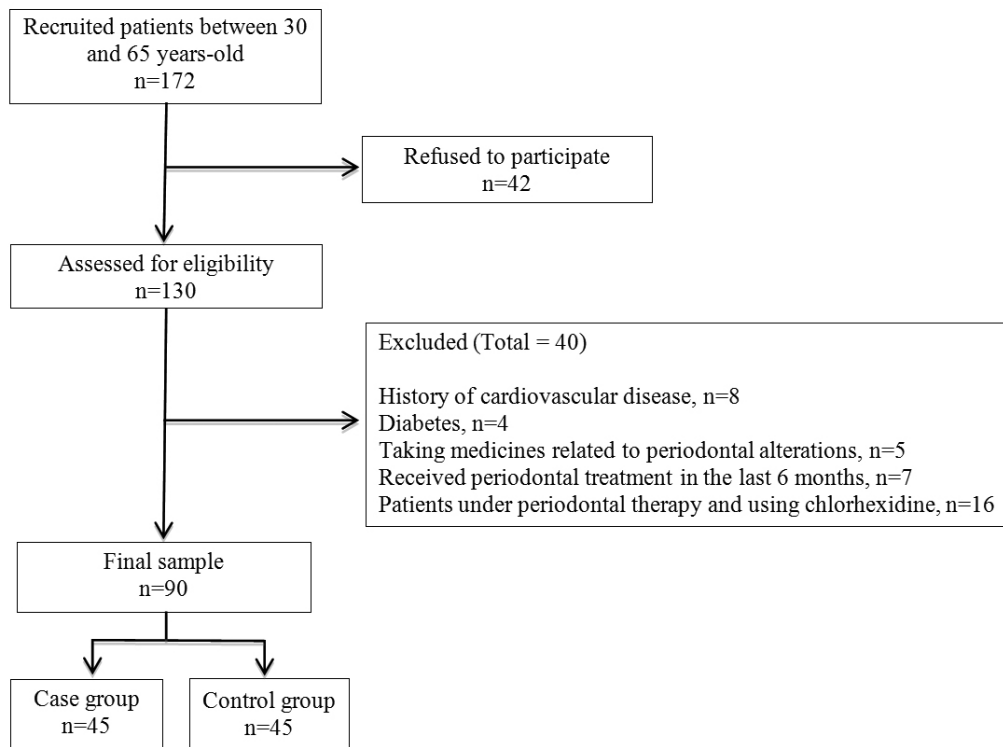 Recruited patients between 30
and 65 years-old
n=172
Refused to participate
n=42
Assessed for eligibility
n=130
Excluded (Total = 40)
History of cardiovascular disease, n=8
Diabetes, n=4
Taking medicines related to periodontal alterations, n=5
Received periodontal treatment in the last 6 months, n=7
Patients under periodontal therapy and using chlorhexidine, n=16
Final sample
n=90
Case group
n=45
Control group
n=45